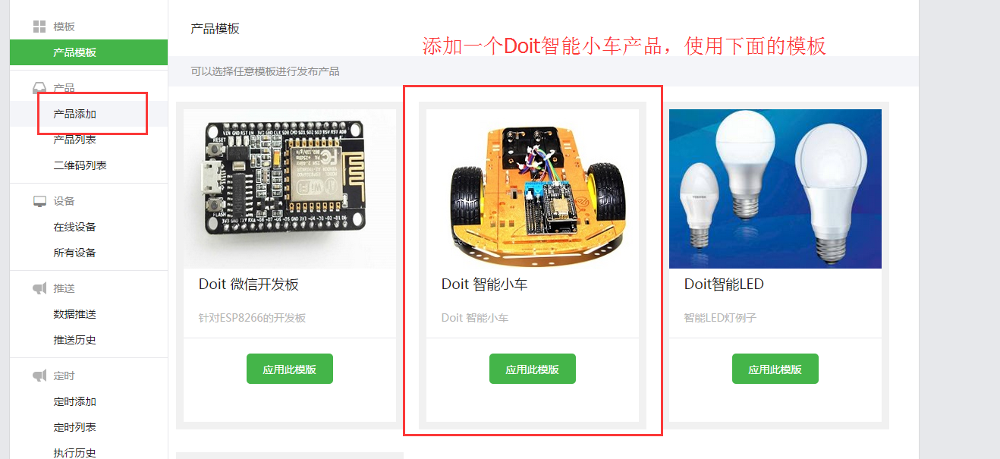 模板
产品模板
产品
产品添加
产品列表
二维码列表
设备
在线设备
所有设备
推送
数据推送
推送历史
定时
定时添加
定时列表
执行历史
产品模板
添加一个Doit智能小车产品，使用下面的模板
可以选择任意模板进行发布产品
RESET
FLASH
WiFi
Doit 微信开发板
针对ESP8266的开发板
应用此模版
Doit 智能小车
Doit 智能小车
应用此模版
TOSHIBA
Doit智能LED
智能LED灯例子
应用此模版